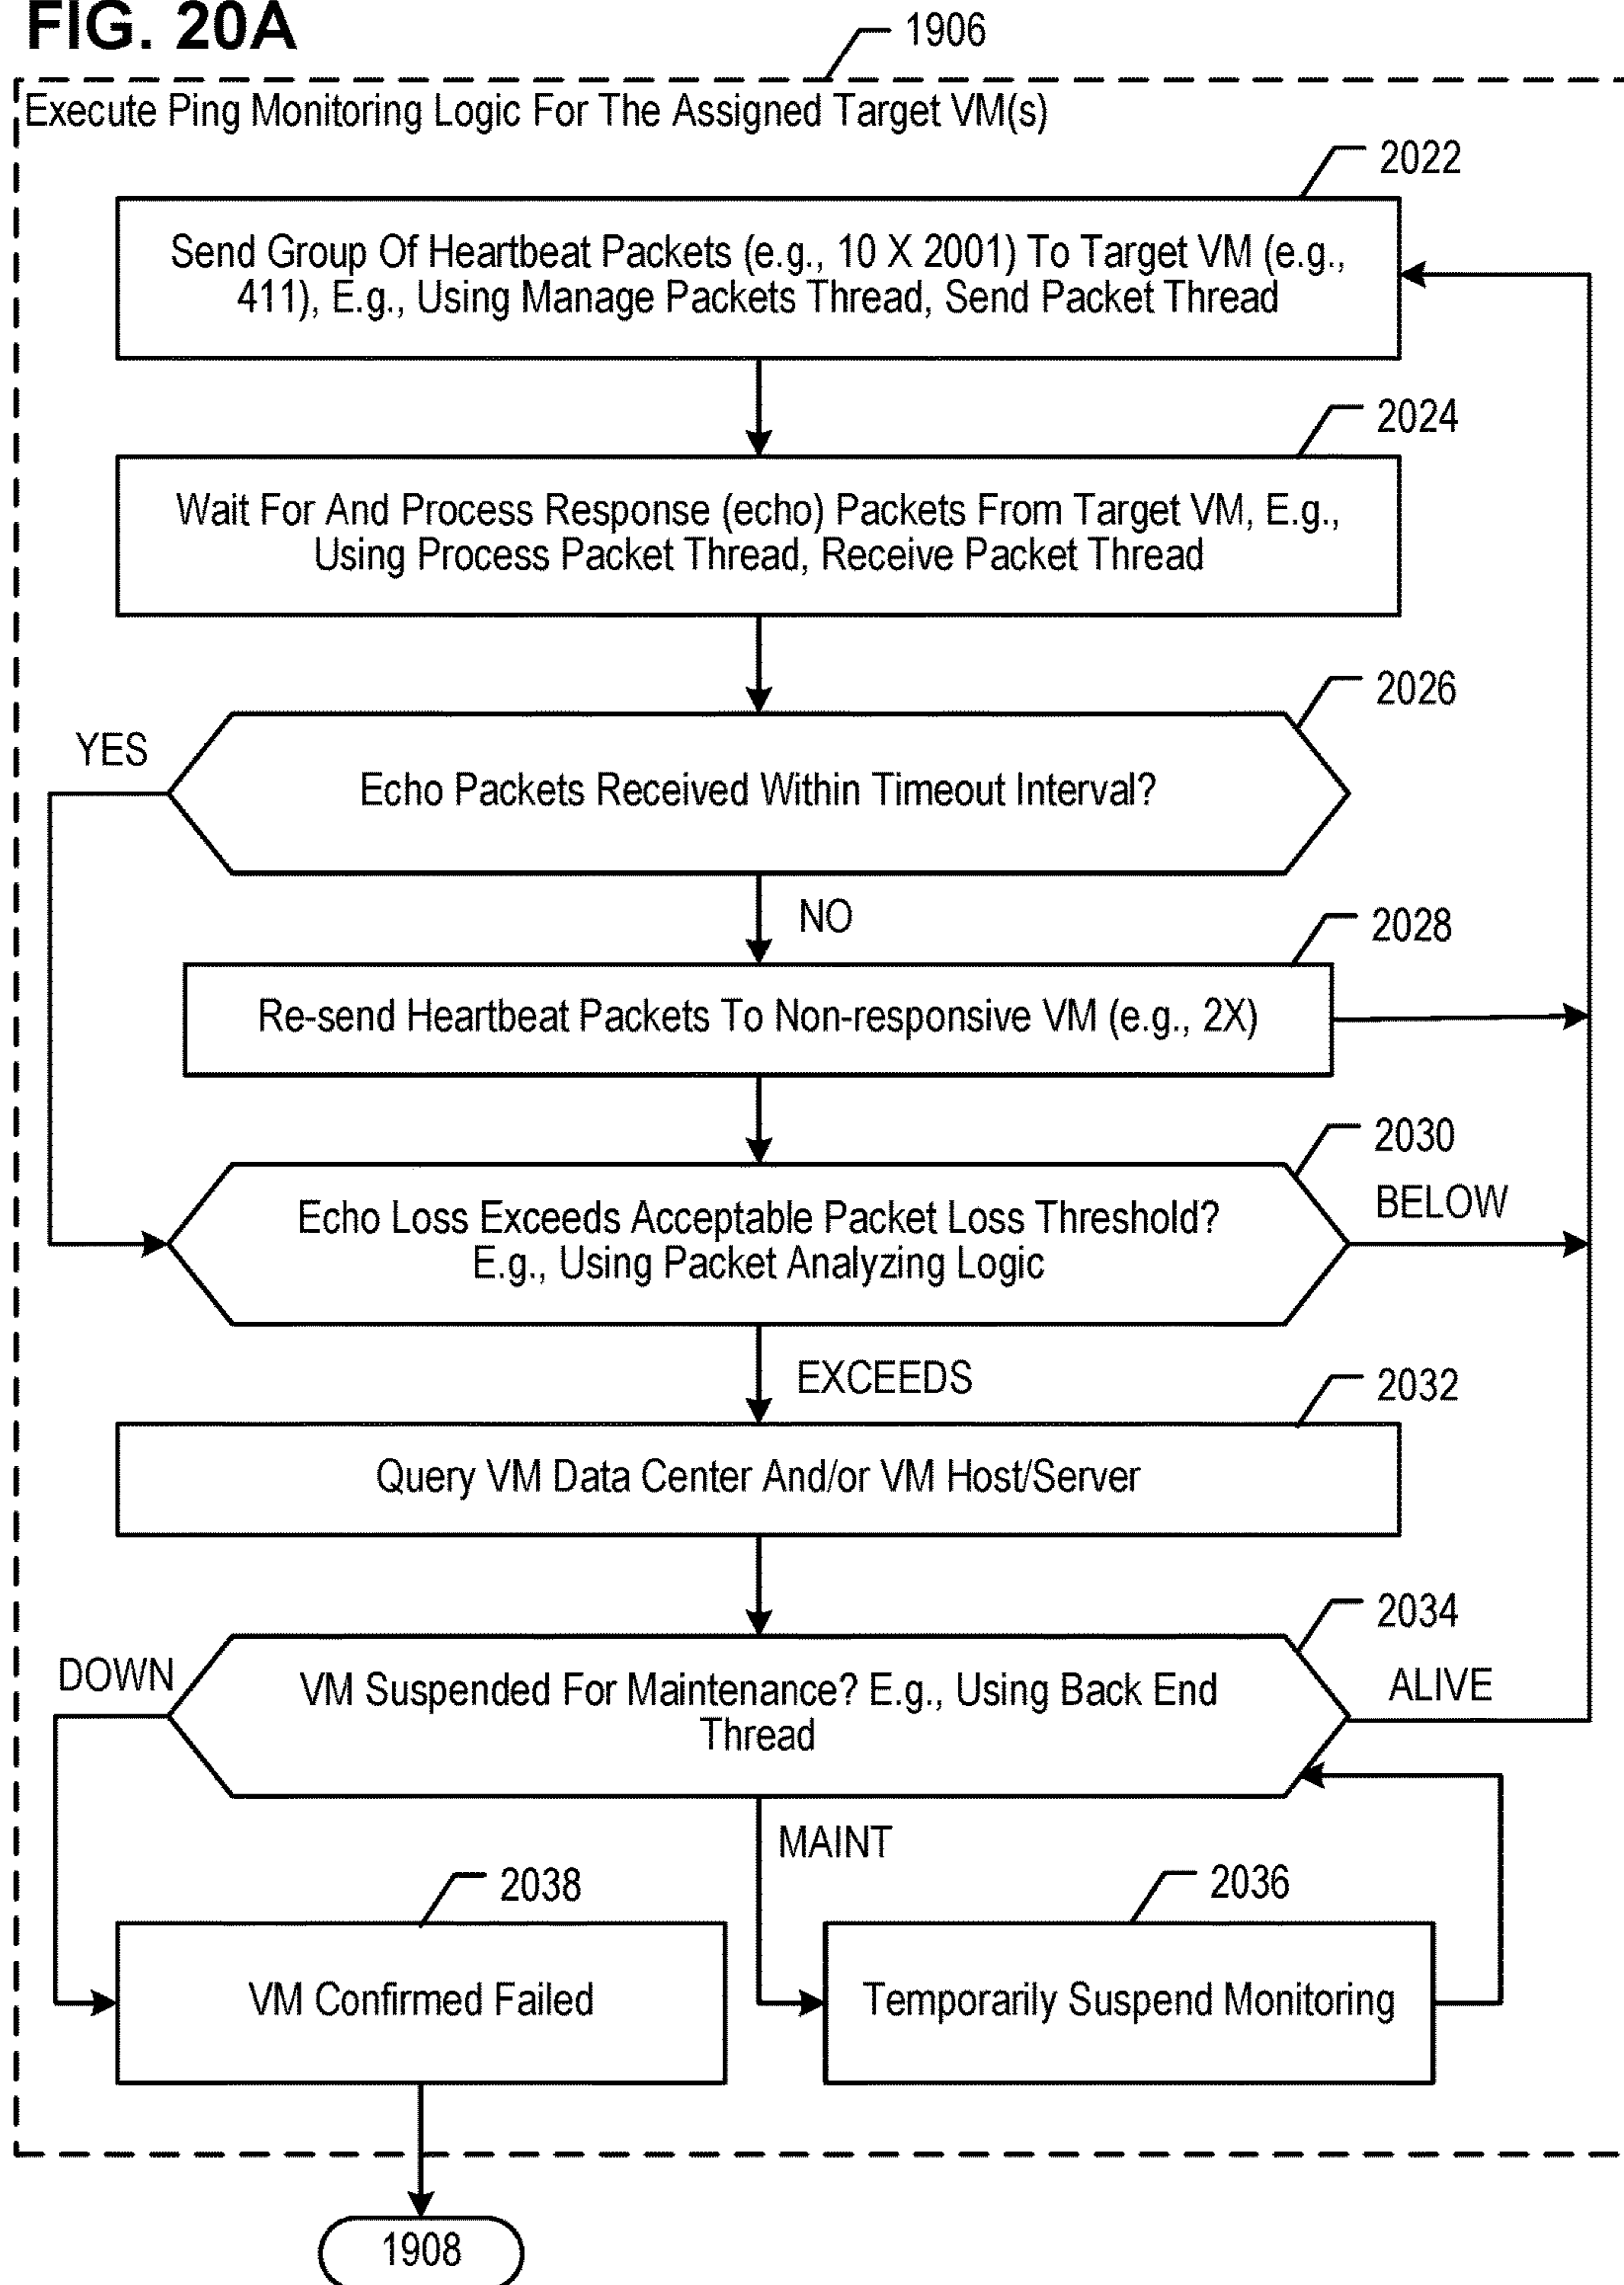 FIG. 20A
1906
Execute Ping Monitoring Logic For The Assigned Target VM(s)
2022
Send Group Of Heartbeat Packets (e.g., 10 X 2001) To Target VM (e.g.,
411), E.g., Using Manage Packets Thread, Send Packet Thread
2024
Wait For And Process Response (echo) Packets From Target VM, E.g.,
Using Process Packet Thread, Receive Packet Thread
2026
YES
Echo Packets Received Within Timeout Interval?
NO
2028
Re-send Heartbeat Packets To Non-responsive VM (e.g., 2X)
2030
BELOW
Echo Loss Exceeds Acceptable Packet Loss Threshold?
E.g., Using Packet Analyzing Logic
EXCEEDS
2032
Query VM Data Center And/or VM Host/Server
2034
DOWN
VM Suspended For Maintenance? E.g., Using Back End
Thread
ALIVE
MAINT
2038
2036
VM Confirmed Failed
Temporarily Suspend Monitoring
1908